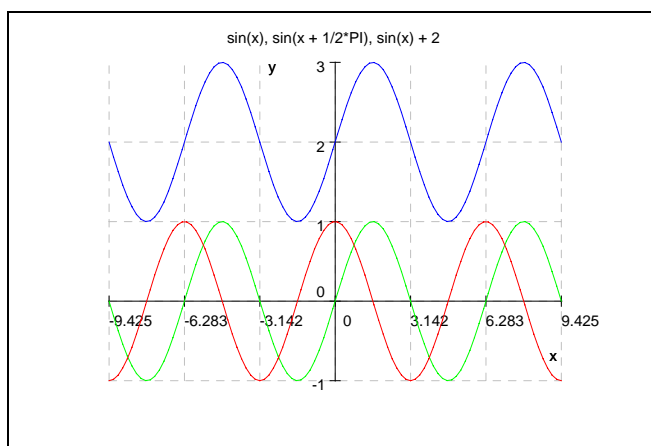 sin(x), sin(x + 1/2*PI), sin(x) + 2
y
3
2
1
0
-9.425 -6.283 -3.142 0 3.142 6.283 9.425
x
-1